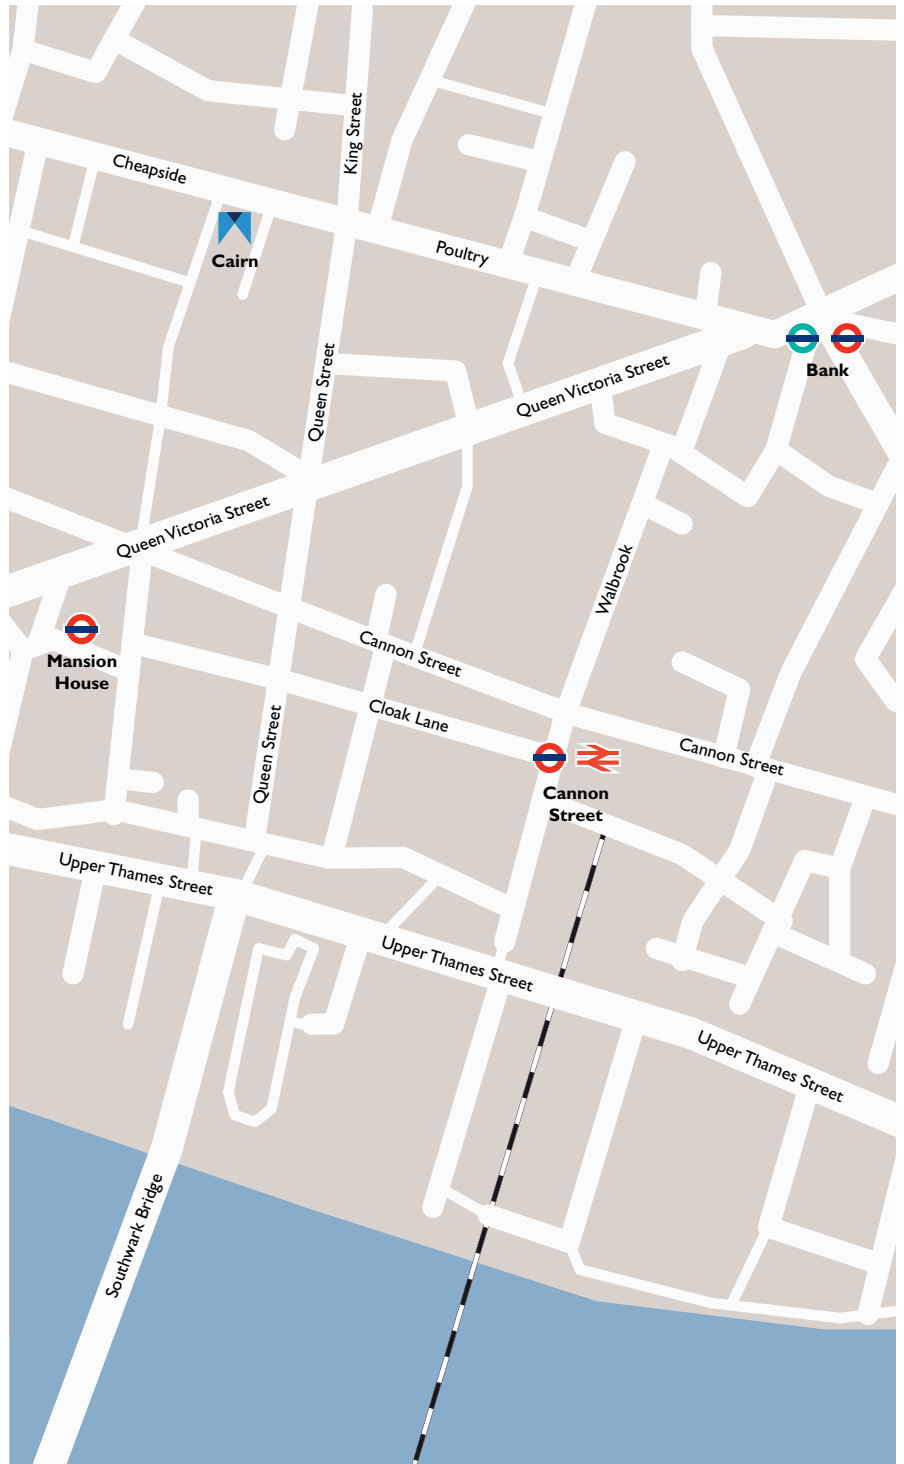 King Street
Cheapside
Cairn
Poultry
Bank
Queen Street
Queen Victoria Street
Queen Victoria Street
Walbrook
Mansion
House
Cannon Street
Cloak Lane
Queen Street
Cannon Street
Cannon
Street
Upper Thames Street
Upper Thames Street
Upper Thames Street
Southwark Bridge